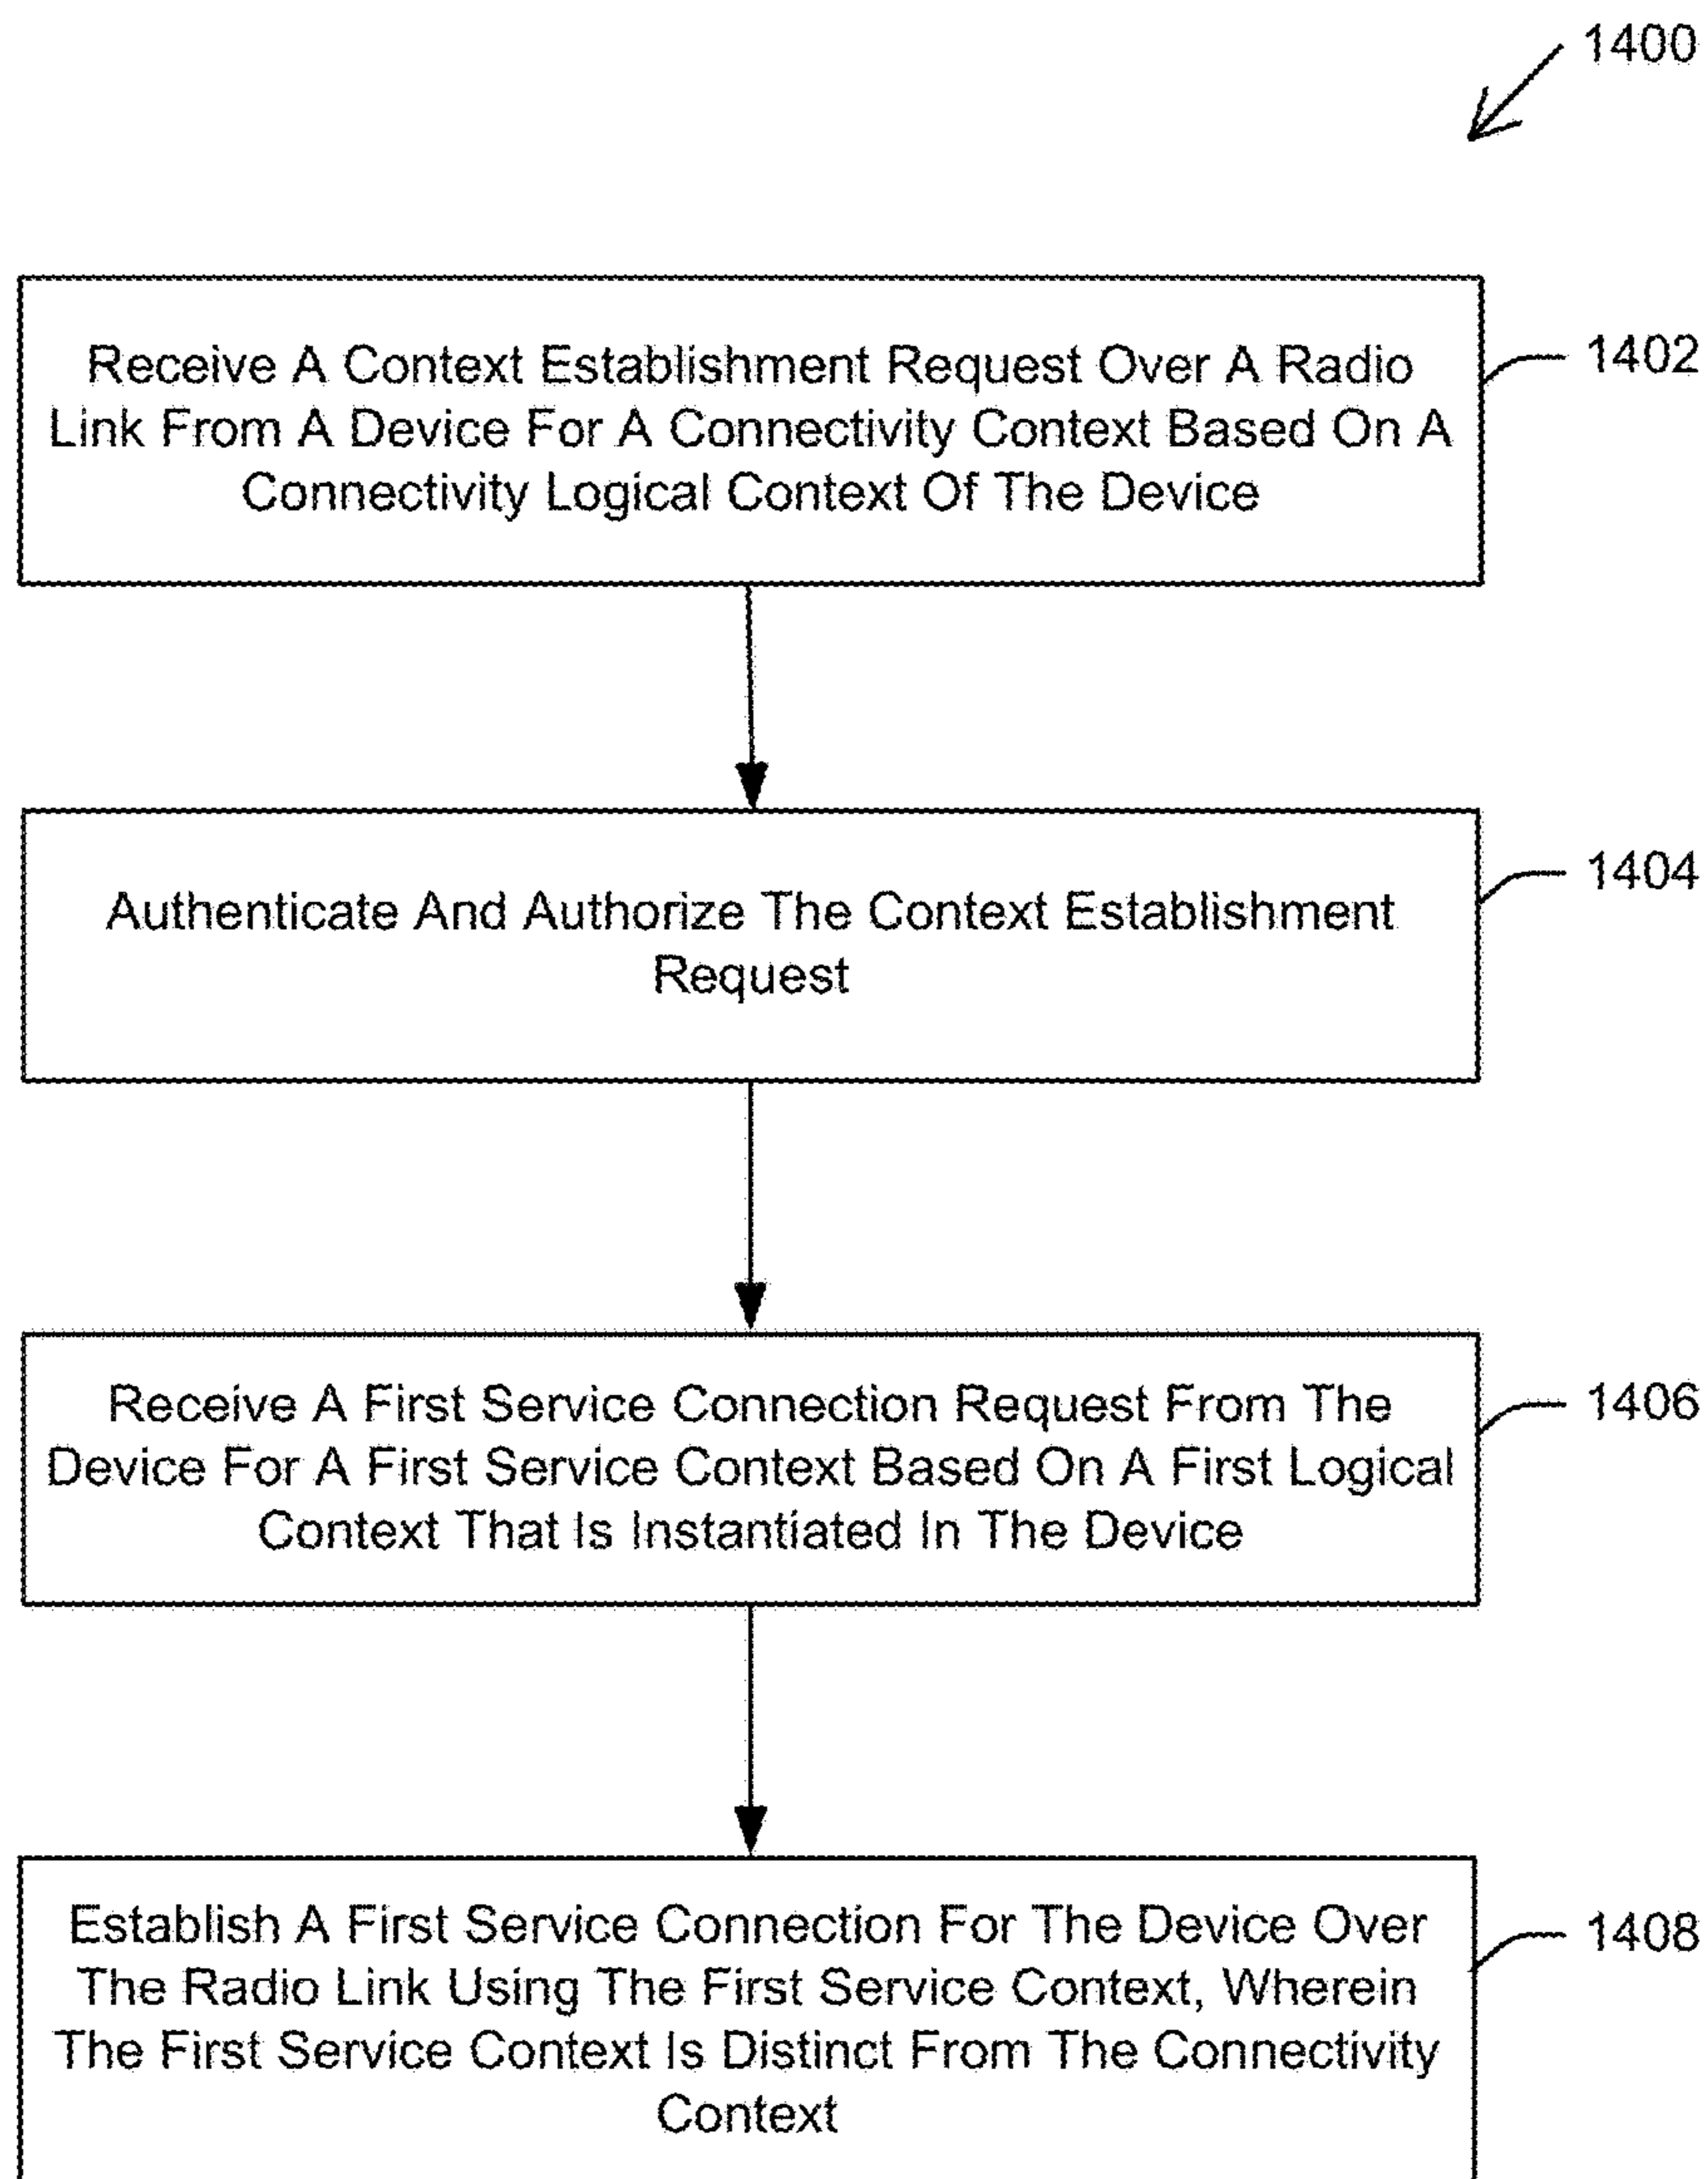 1400
Receive A Context Establishment Request Over A Radio
Link From A Device For A Connectivity Context Based On A
Connectivity Logical Context Of The Device
1402
Authenticate And Authorize The Context Establishment
Request
1404
Receive A First Service Connection Request From The
Device For A First Service Context Based On A First Logical
Context That Is Instantiated In The Device
1406
Establish A First Service Connection For The Device Over
The Radio Link Using The First Service Context, Wherein
The First Service Context Is Distinct From The Connectivity
Context
1408